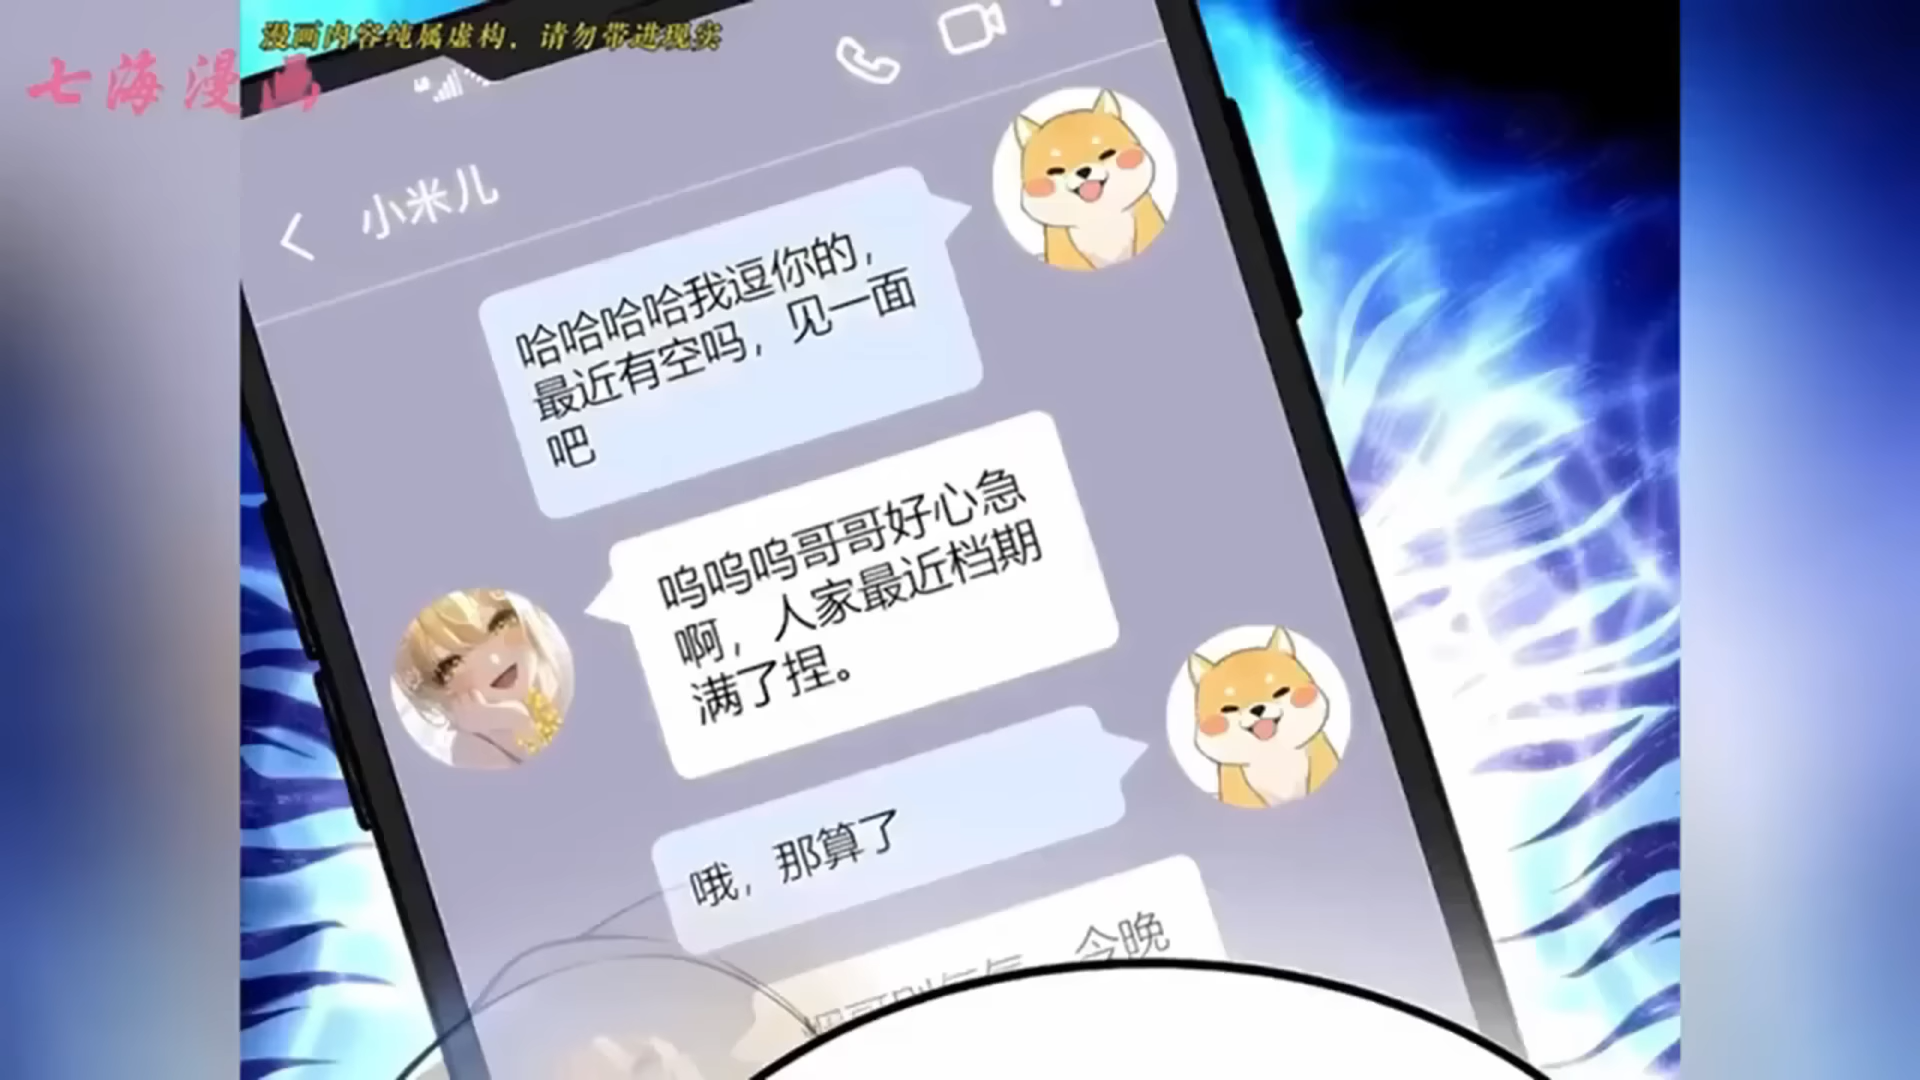 漫画内容纯属虚构，请勿带进现实
七海漫画
小米儿
哈哈哈哈我逗你的，
最近有空吗，见一面
吧
呜呜呜哥哥好心急
啊，人家最近档期
满了捏。
哦，那算了
今晚